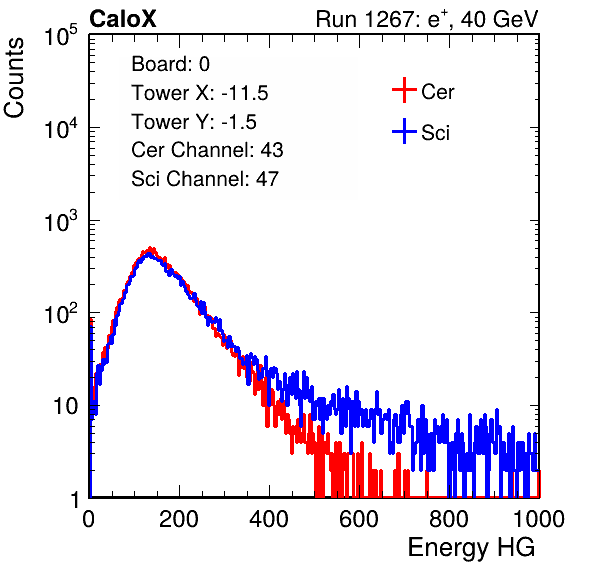 CaloX Run 1267: e⁺, 40 GeV
Counts
Board: 0
Tower X: -11.5
Tower Y: -1.5
Cer Channel: 43
Sci Channel: 47
Cer
Sci
10⁵
10⁴
10³
10²
10
1
0 200 400 600 800 1000
Energy HG